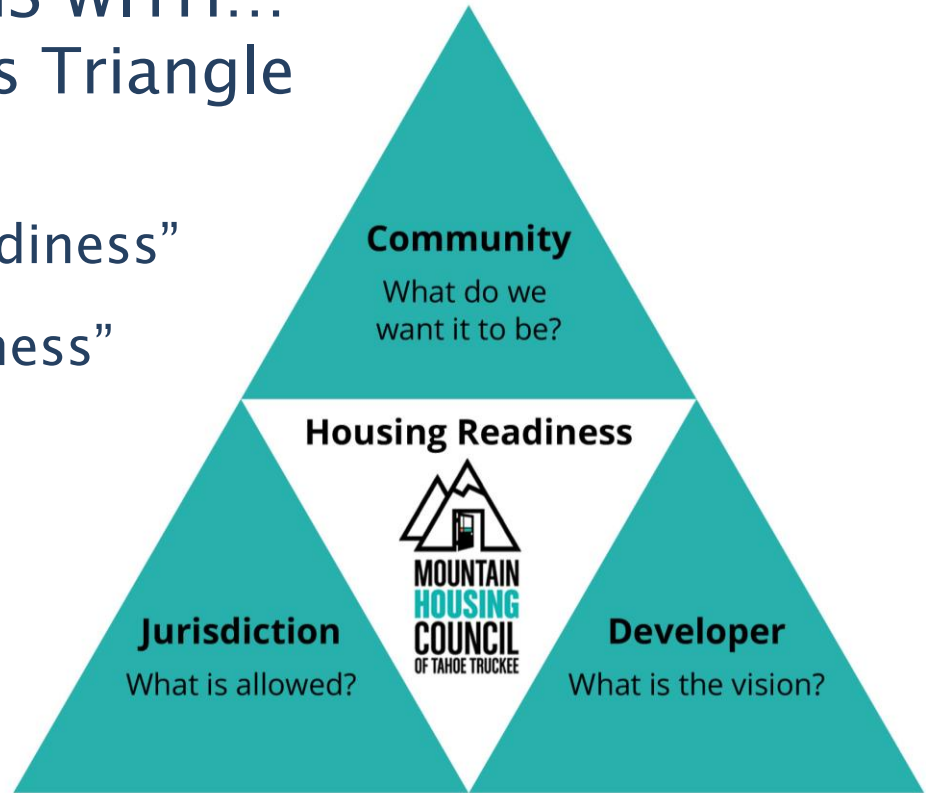 WITH...
s Triangle
diness”
ness”
Community
What do we
want it to be?
Housing Readiness
MOUNTAIN
HOUSING
COUNCIL
OF TAHOE TRUCKEE
Jurisdiction
What is allowed?
Developer
What is the vision?